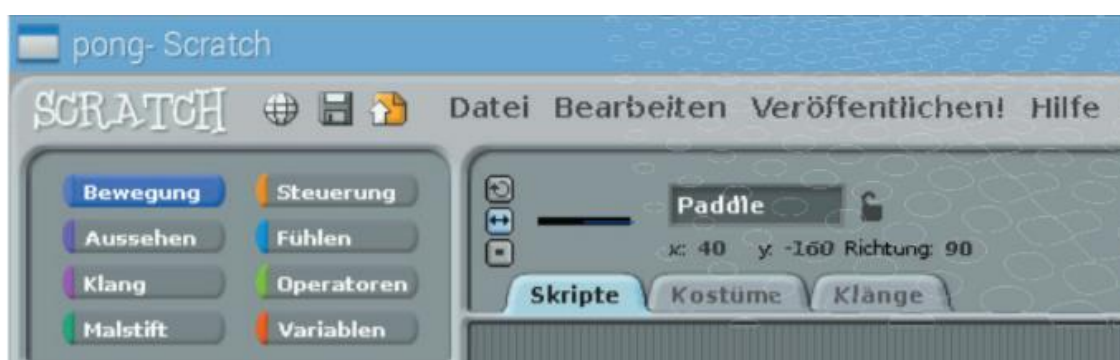 pong- Scratch
SCRATCH Datei Bearbeiten Veröffentlichen! Hilfe
Bewegung Steuerung
Aussehen Fühlen
Klang Operatoren
Malstift Variablen
Paddle
x: 40 y: -160 Richtung: 90
Skripte Kostüme Klänge